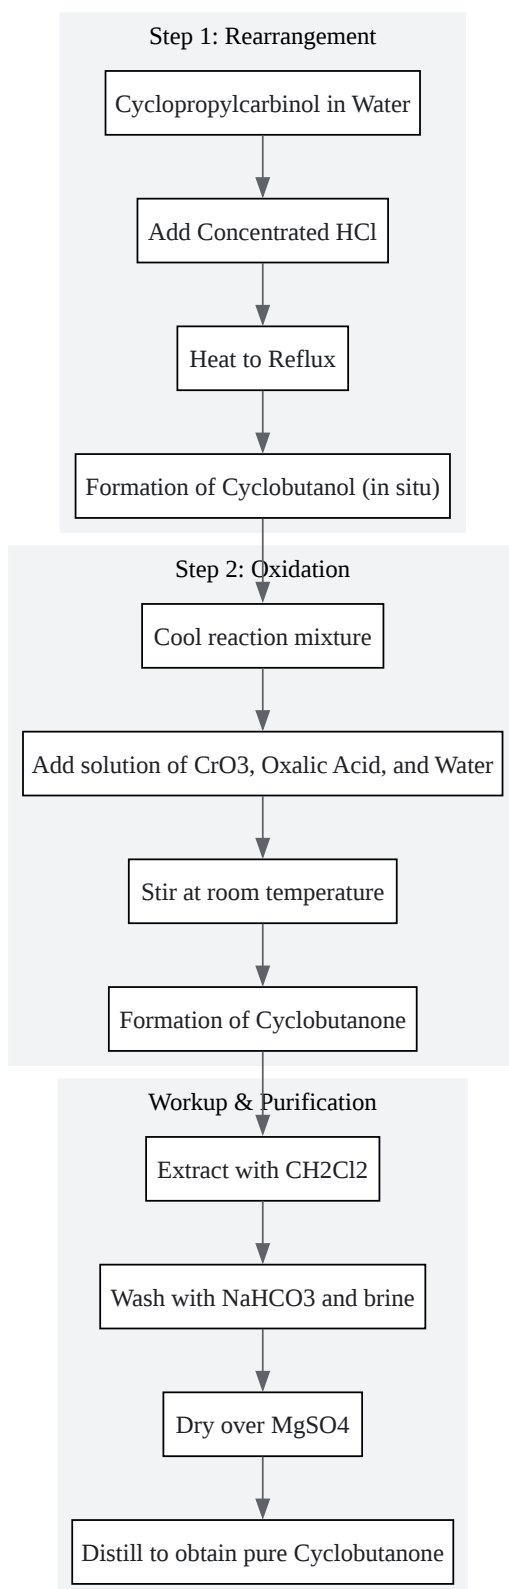 Step 1: Rearrangement
Cyclopropylcarbinol in Water
Add Concentrated HCl
Heat to Reflux
Formation of Cyclobutanol (in situ)
Step 2: Oxidation
Cool reaction mixture
Add solution of CrO3, Oxalic Acid, and Water
Stir at room temperature
Formation of Cyclobutanone
Workup & Purification
Extract with CH2Cl2
Wash with NaHCO3 and brine
Dry over MgSO4
Distill to obtain pure Cyclobutanone